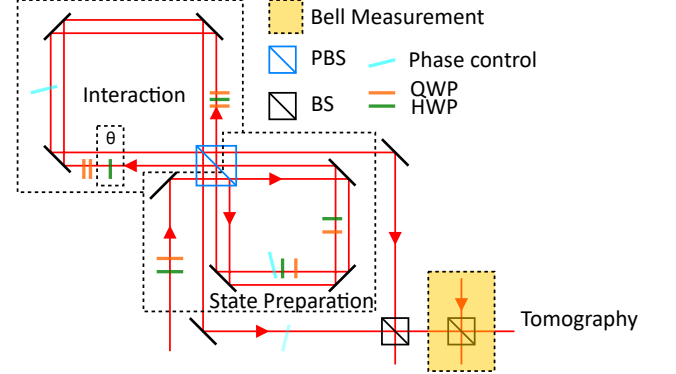 Bell Measurement
PBS
Phase control
BS
QWP
HWP
Interaction
θ
State Preparation
Tomography